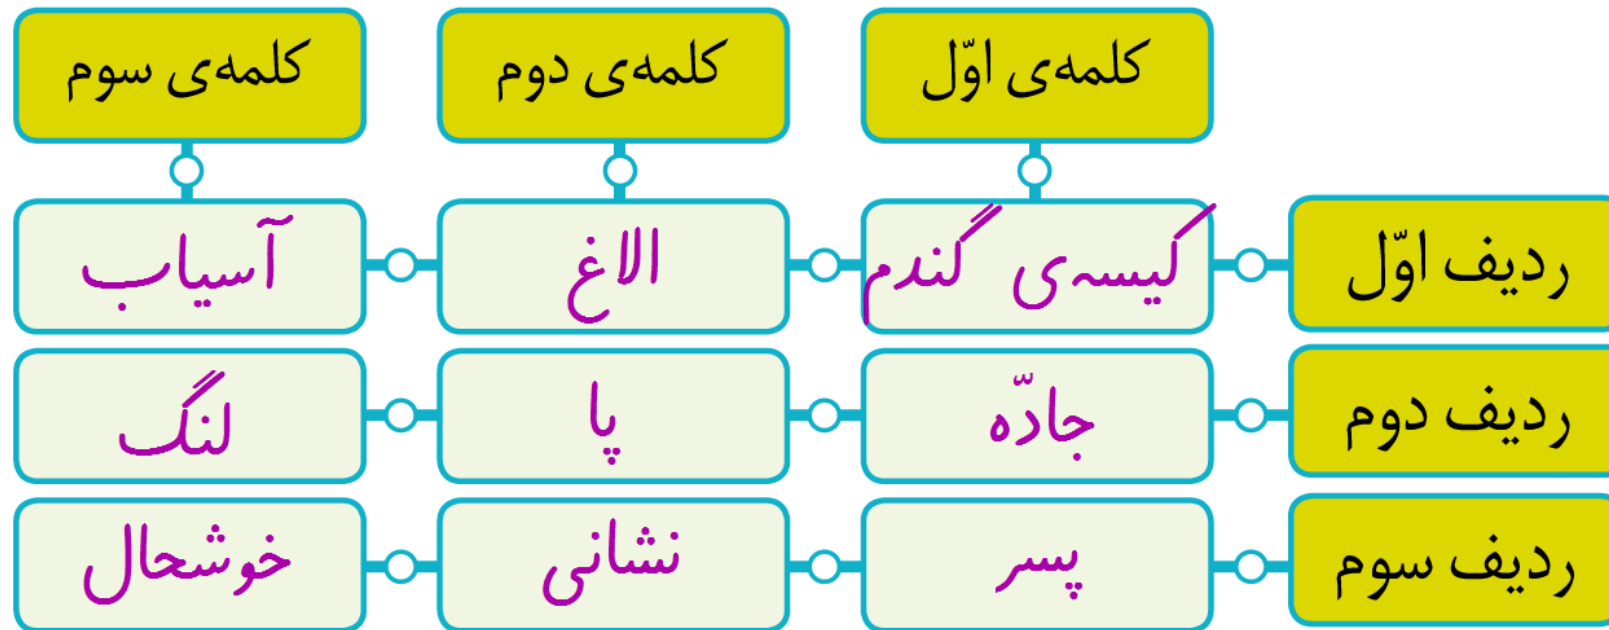 کلمه‌ی اوّل کلمه‌ی دوم کلمه‌ی سوم
ردیف اوّل کیسه‌ی گندم الاغ آسیاب
ردیف دوم جادّه پا لنگ
ردیف سوم پسر نشانی خوشحال